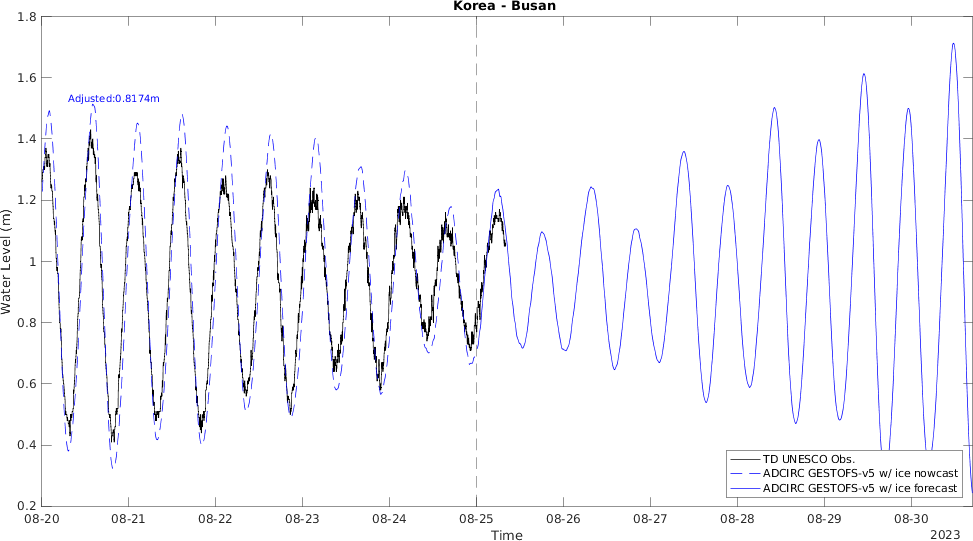 Korea - Busan
1.8
1.6
1.4
1.2
1
0.8
0.6
0.4
0.2
Water Level (m)
Adjusted:0.8174m
TD UNESCO Obs.
ADCIRC GESTOFS-v5 w/ ice nowcast
ADCIRC GESTOFS-v5 w/ ice forecast
08-20 08-21 08-22 08-23 08-24 08-25 08-26 08-27 08-28 08-29 08-30
Time
2023